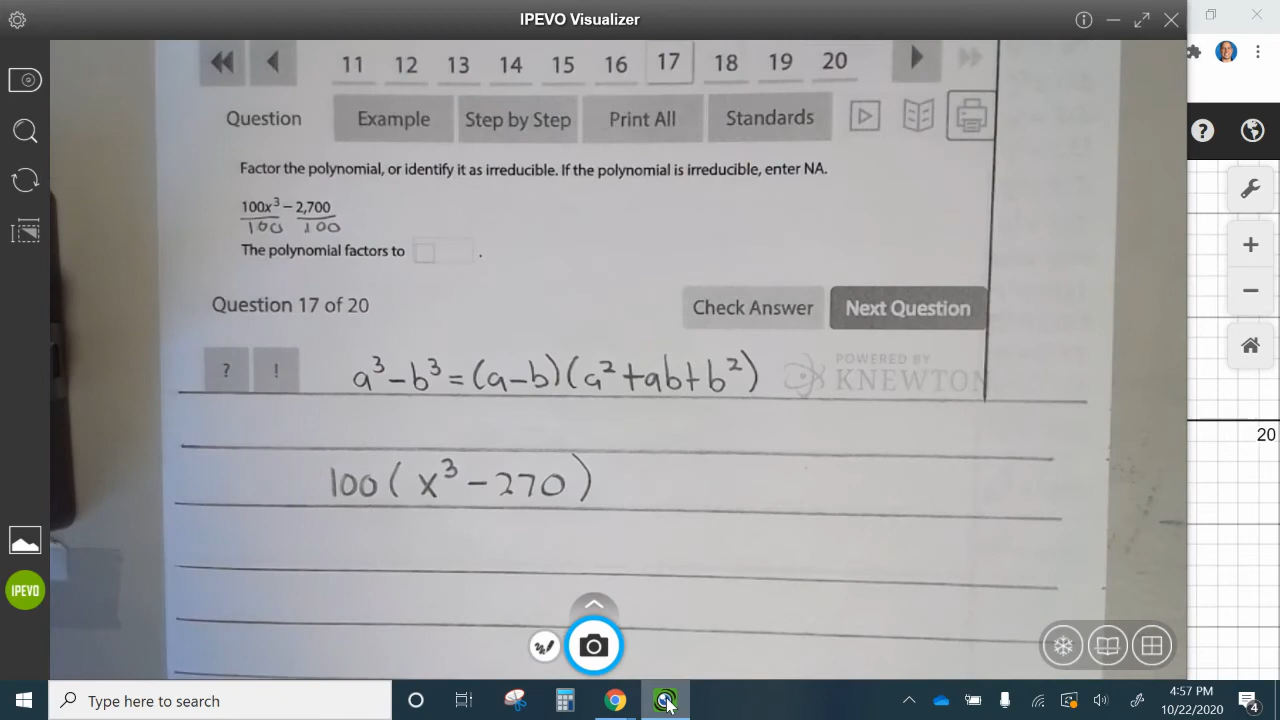 IPEVO Visualizer
11 12 13 14 15 16 17 18 19 20
Question Example Step by Step Print All Standards
Factor the polynomial, or identify it as irreducible. If the polynomial is irreducible, enter NA.
100x³ – 2,700
100 100
The polynomial factors to .
Question 17 of 20
Check Answer Next Question
? !
a³ – b³ = (a – b)(a² + ab + b²)
POWERED BY
KNEWTON
20
100 ( x³ – 270 )
IPEVO
Type here to search
4:57 PM
10/22/2020
4